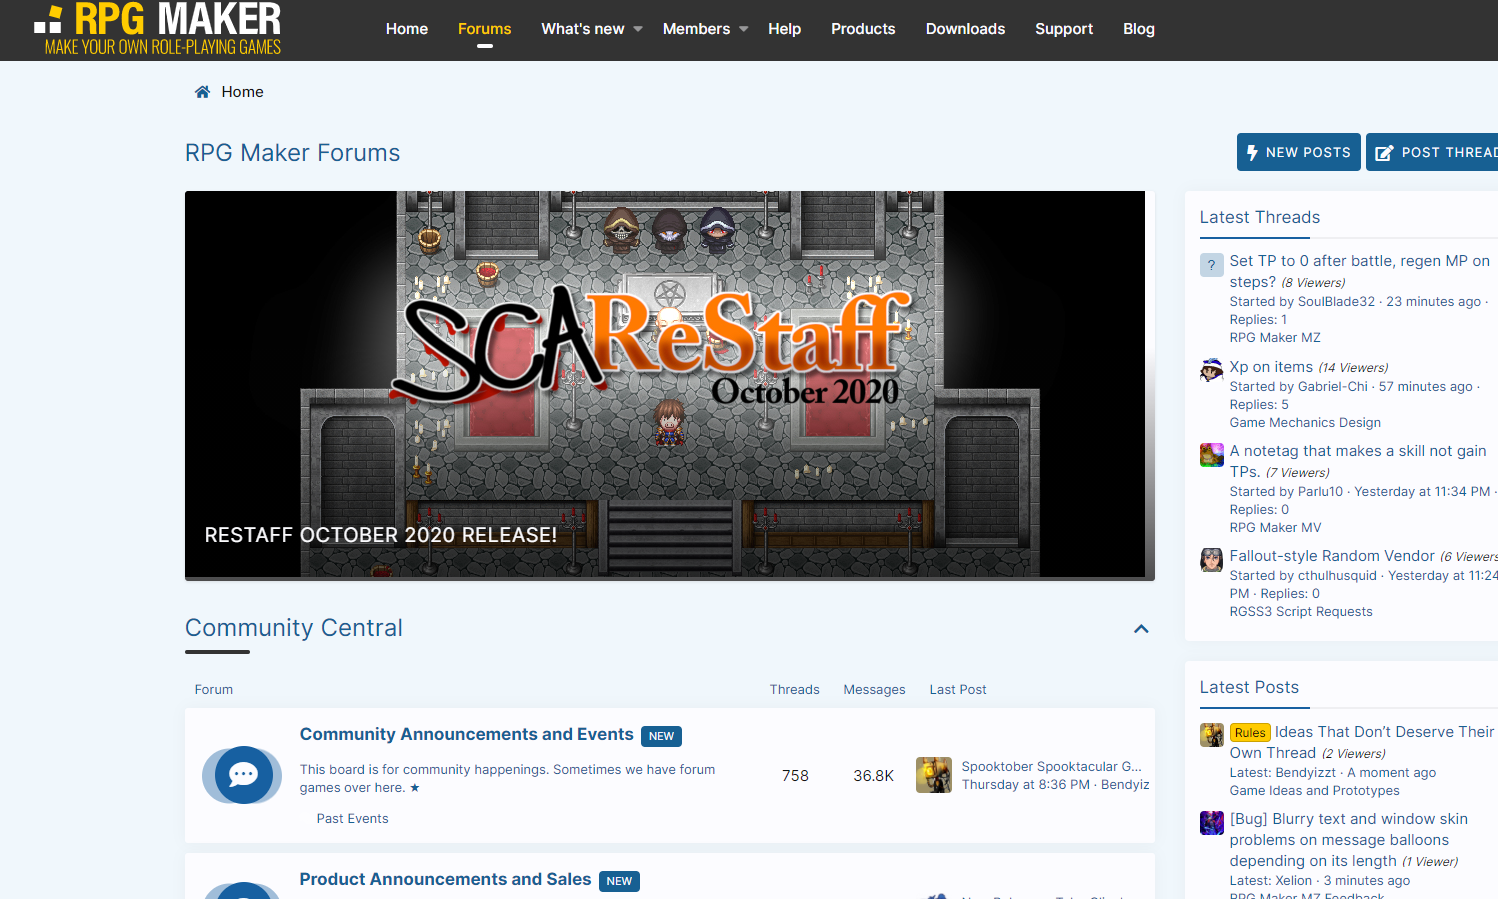 RPG MAKER
MAKE YOUR OWN ROLE-PLAYING GAMES
Home
Forums
What's new
Members
Help
Products
Downloads
Support
Blog
Home
RPG Maker Forums
NEW POSTS
POST THREAD
SCAReStaff
October 2020
RESTAFF OCTOBER 2020 RELEASE!
Community Central
Forum
Threads
Messages
Last Post
Community Announcements and Events NEW
This board is for community happenings. Sometimes we have forum
games over here. ★
Past Events
758
36.8K
Spooktober Spooktacular G...
Thursday at 8:36 PM · Bendyiz
Product Announcements and Sales NEW
Latest Threads
?
Set TP to 0 after battle, regen MP on
steps? (8 Viewers)
Started by SoulBlade32 · 23 minutes ago ·
Replies: 1
RPG Maker MZ
Xp on items (14 Viewers)
Started by Gabriel-Chi · 57 minutes ago ·
Replies: 5
Game Mechanics Design
A notetag that makes a skill not gain
TPs. (7 Viewers)
Started by Parlu10 · Yesterday at 11:34 PM ·
Replies: 0
RPG Maker MV
Fallout-style Random Vendor (6 Viewers
Started by cthulhusquid · Yesterday at 11:24
PM · Replies: 0
RGSS3 Script Requests
Latest Posts
Rules Ideas That Don't Deserve Their
Own Thread (2 Viewers)
Latest: Bendyizzt · A moment ago
Game Ideas and Prototypes
[Bug] Blurry text and window skin
problems on message balloons
depending on its length (1 Viewer)
Latest: Xelion · 3 minutes ago
RPG Maker MZ Feedback